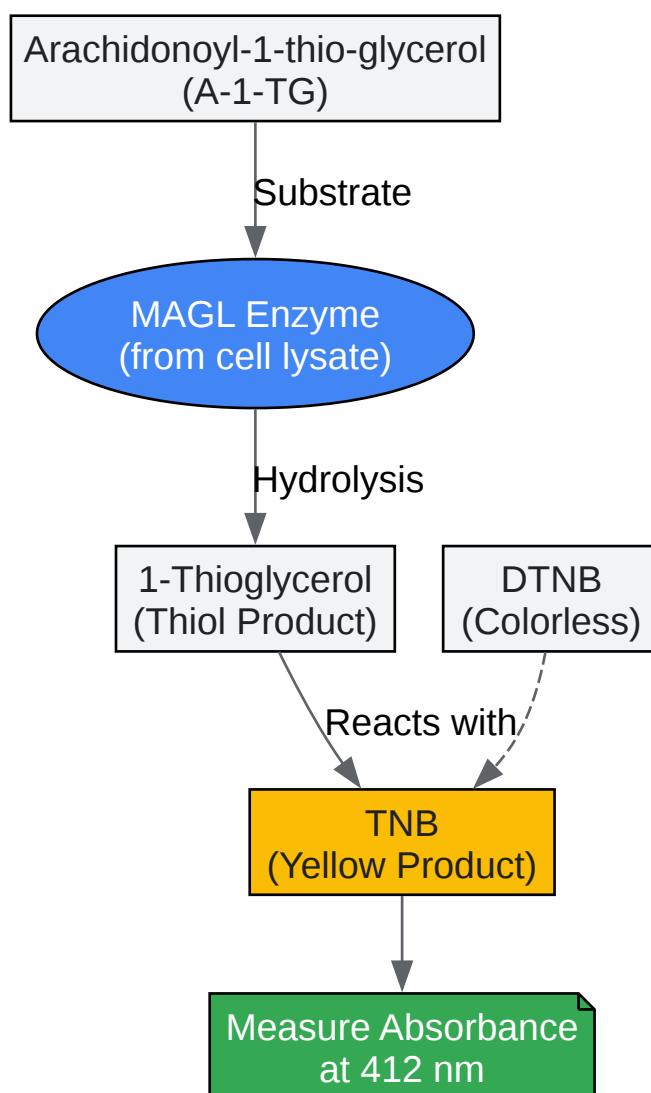 Arachidonoyl-1-thio-glycerol
(A-1-TG)
Substrate
MAGL Enzyme
(from cell lysate)
Hydrolysis
1-Thioglycerol
(Thiol Product)
DTNB
(Colorless)
Reacts with
TNB
(Yellow Product)
Measure Absorbance
at 412 nm